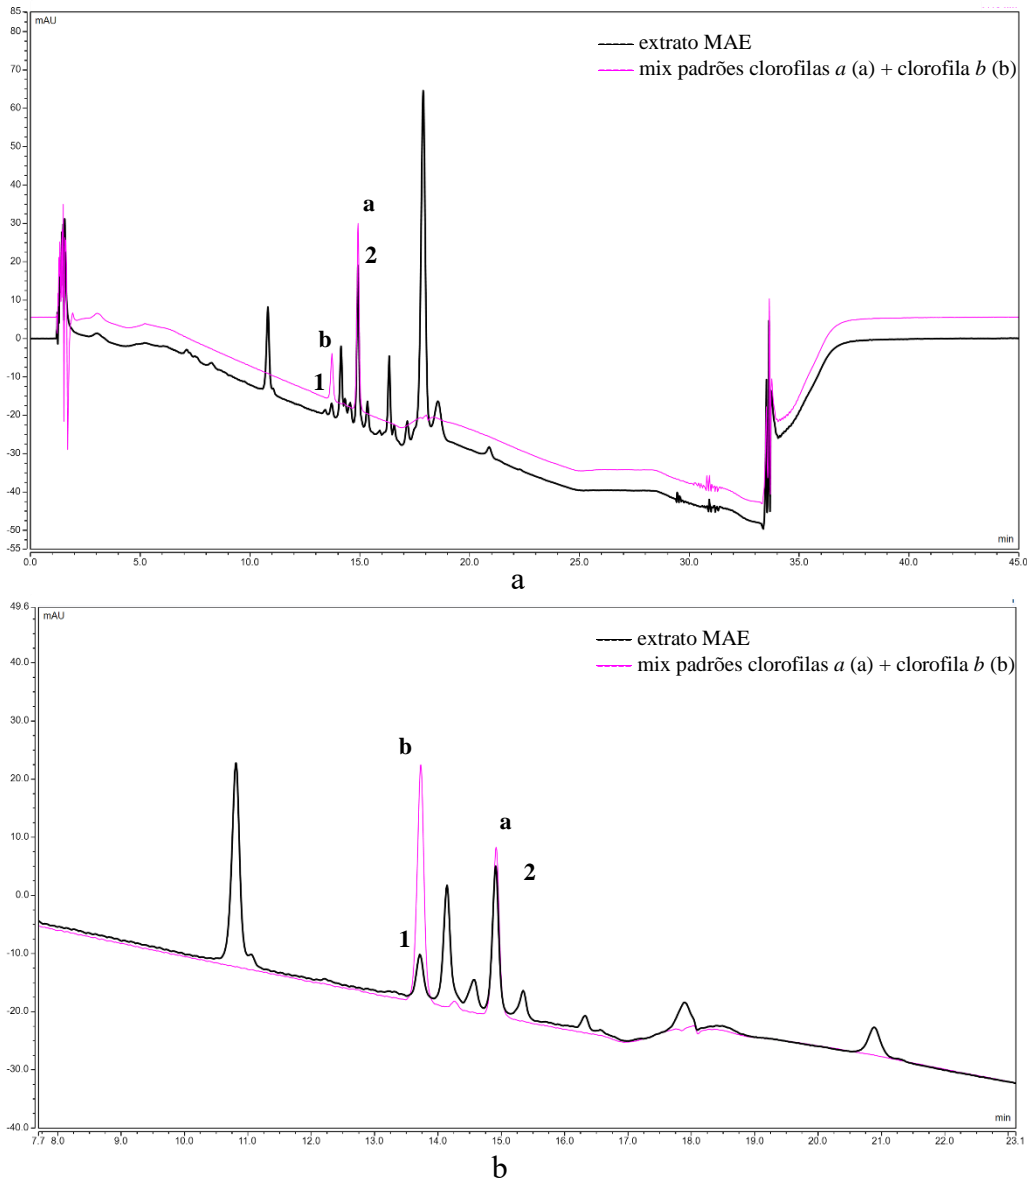 85
mAU
80
70
60
50
40
30
20
10
0
-10
-20
-30
-40
-50
-55
extrato MAE
mix padrões clorofilas a (a) + clorofila b (b)
a
2
b
1
min
0.0 5.0 10.0 15.0 20.0 25.0 30.0 35.0 40.0 45.0
a
49.6
mAU
40.0
30.0
20.0
10.0
0.0
-10.0
-20.0
-30.0
-40.0
extrato MAE
mix padrões clorofilas a (a) + clorofila b (b)
b
a
2
1
min
7.7 8.0 9.0 10.0 11.0 12.0 13.0 14.0 15.0 16.0 17.0 18.0 19.0 20.0 21.0 22.0 23.1
b